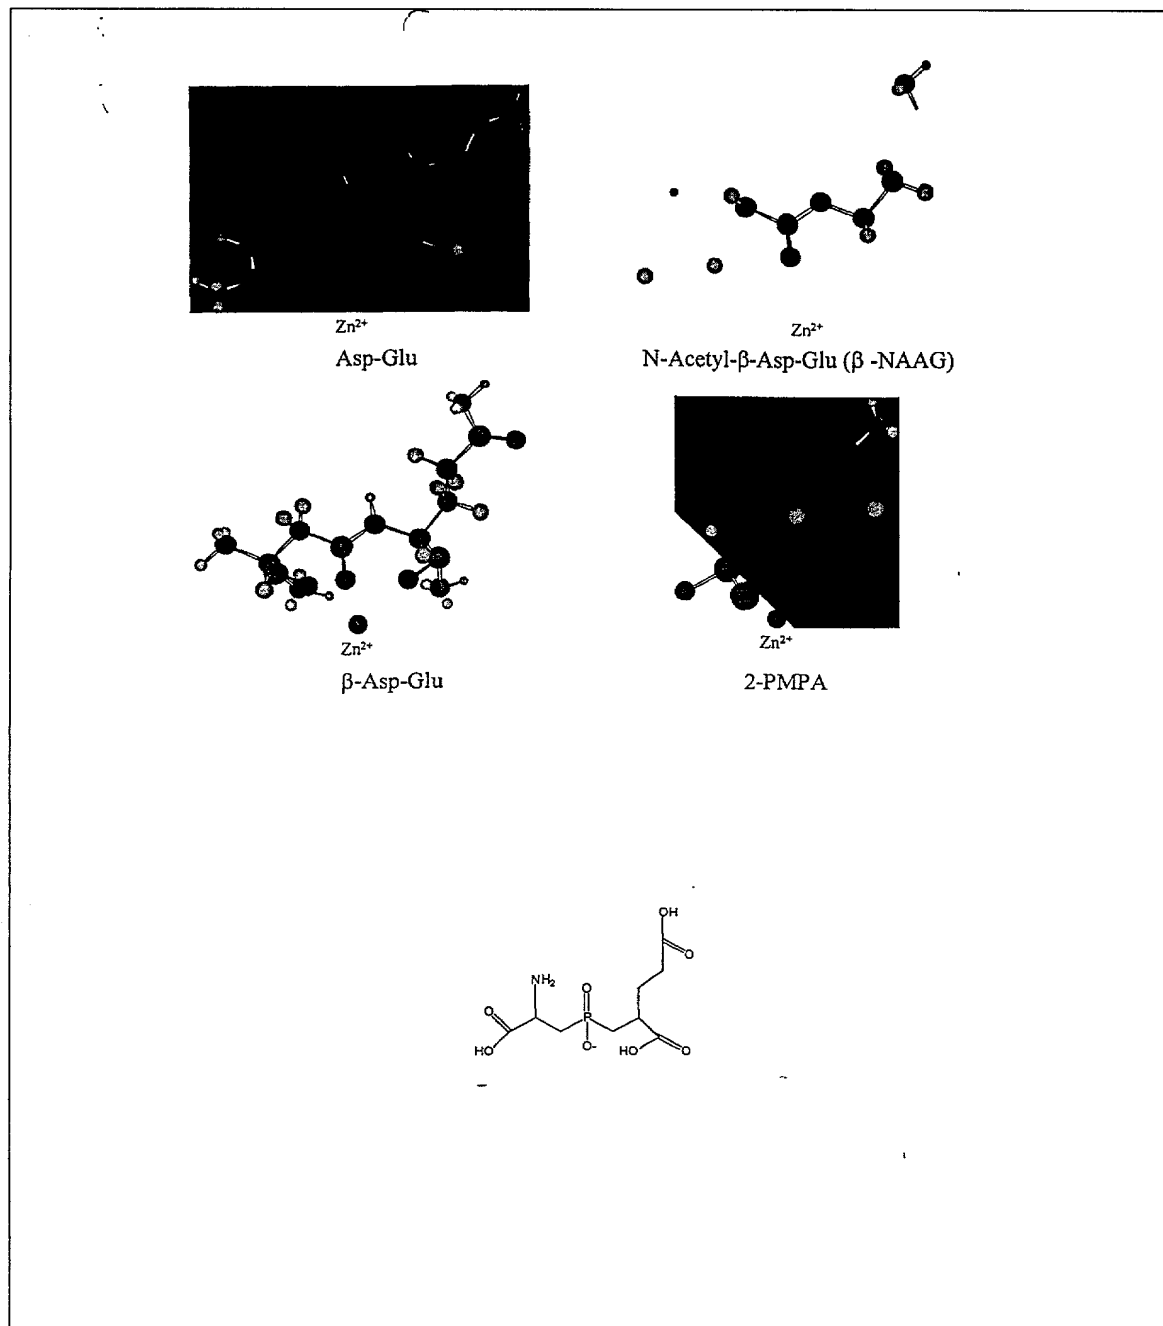 Zn²⁺
Zn²⁺
Asp-Glu
N-Acetyl-β-Asp-Glu (β -NAAG)
Zn²⁺
Zn²⁺
β-Asp-Glu
2-PMPA
OH
O
NH₂
O
O
P
HO
O-
HO
O